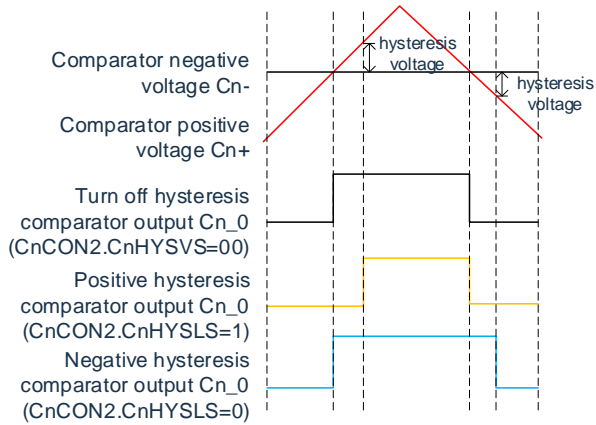 hysteresis
voltage
hysteresis
voltage
Comparator negative
voltage Cn-
Comparator positive
voltage Cn+
Turn off hysteresis
comparator output Cn_0
(CnCON2.CnHYSVS=00)
Positive hysteresis
comparator output Cn_0
(CnCON2.CnHYSLS=1)
Negative hysteresis
comparator output Cn_0
(CnCON2.CnHYSLS=0)